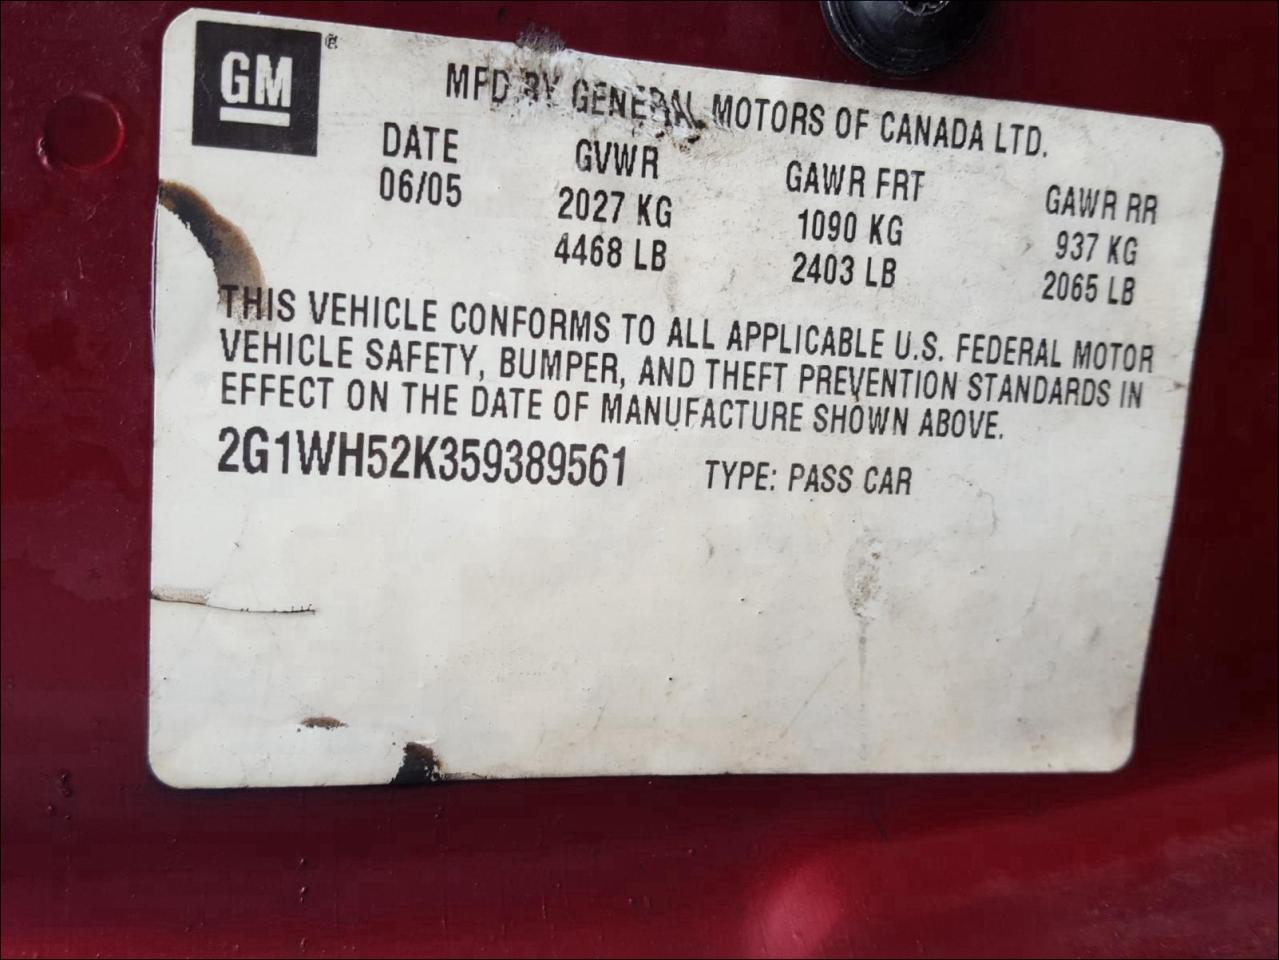 GM ®
MFD BY GENERAL MOTORS OF CANADA LTD.
DATE GVWR GAWR FRT GAWR RR
06/05 2027 KG 1090 KG 937 KG
4468 LB 2403 LB 2065 LB
THIS VEHICLE CONFORMS TO ALL APPLICABLE U.S. FEDERAL MOTOR
VEHICLE SAFETY, BUMPER, AND THEFT PREVENTION STANDARDS IN
EFFECT ON THE DATE OF MANUFACTURE SHOWN ABOVE.
2G1WH52K359389561 TYPE: PASS CAR